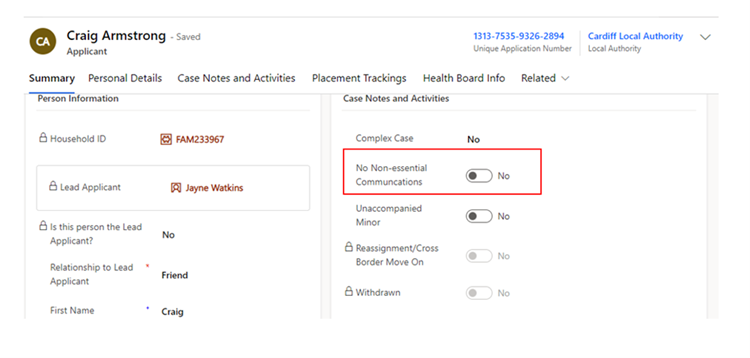 CA
Craig Armstrong - Saved
Applicant
1313-7535-9326-2894
Unique Application Number
Cardiff Local Authority
Local Authority
Summary Personal Details Case Notes and Activities Placement Trackings Health Board Info Related
Person Information
Household ID FAM233967
Lead Applicant Jayne Watkins
Is this person the Lead
Applicant? No
Relationship to Lead *
Applicant Friend
First Name * Craig
Case Notes and Activities
Complex Case No
No Non-essential
Communcations No
Unaccompanied
Minor No
Reassignment/Cross
Border Move On No
Withdrawn No